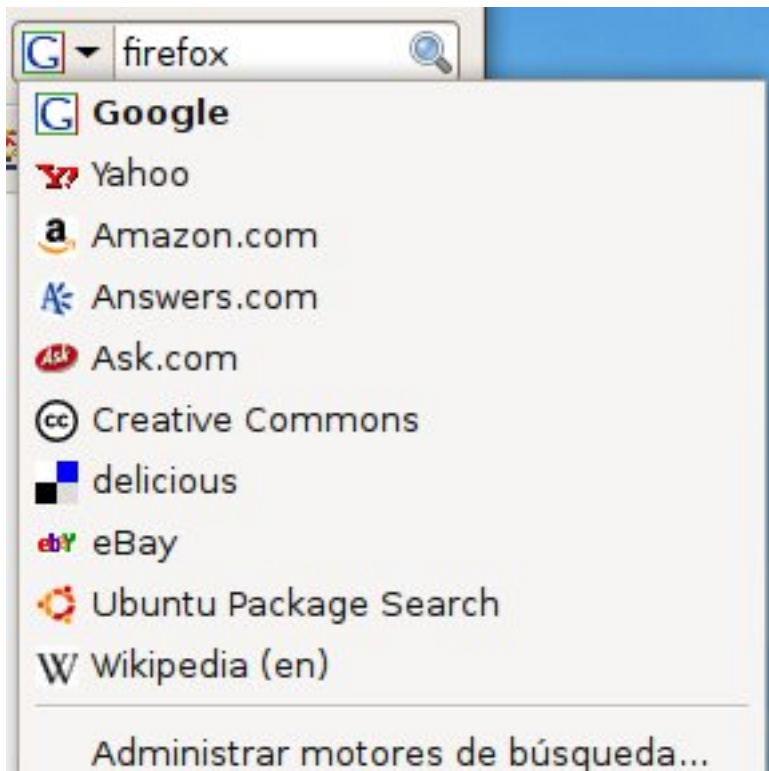 firefox
Google
Yahoo
Amazon.com
Answers.com
Ask.com
Creative Commons
delicious
eBay
Ubuntu Package Search
Wikipedia (en)
Administrar motores de búsqueda...